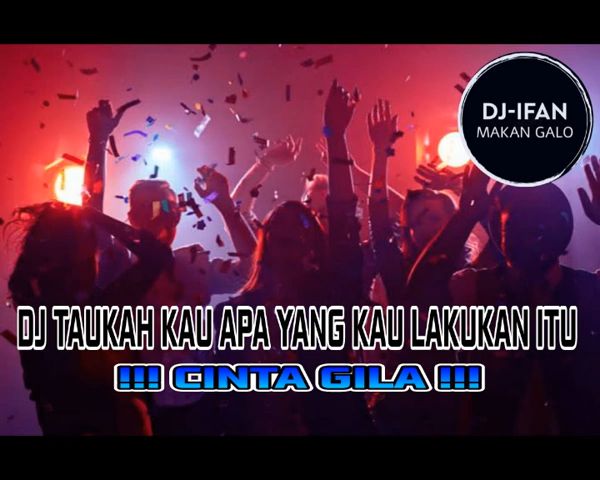 DJ-IFAN
MAKAN GALO
DJ TAUKAH KAU APA YANG KAU LAKUKAN ITU
!!! CINTA GILA !!!